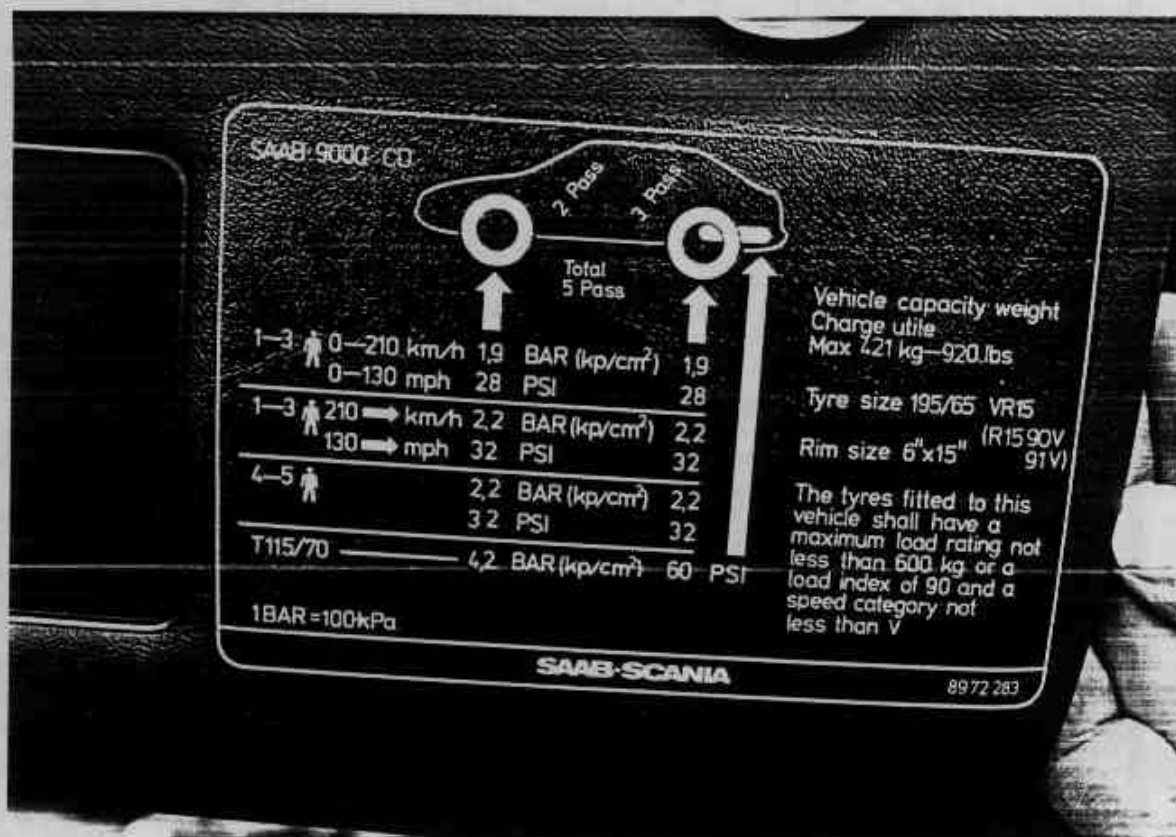 SAAB 9000 CD
2 Pass 3 Pass
Total
5 Pass
1–3 0–210 km/h 1,9 BAR (kp/cm²) 1,9
0–130 mph 28 PSI 28
1–3 210 ➡ km/h 2,2 BAR (kp/cm²) 2,2
130 ➡ mph 32 PSI 32
4–5 2,2 BAR (kp/cm²) 2,2
32 PSI 32
T115/70 4,2 BAR (kp/cm²) 60 PSI
1 BAR = 100 kPa
Vehicle capacity weight
Charge utile
Max 421 kg–920 lbs
Tyre size 195/65 VR15
(R15 90V
Rim size 6"x15" 91V)
The tyres fitted to this
vehicle shall have a
maximum load rating not
less than 600 kg or a
load index of 90 and a
speed category not
less than V
SAAB-SCANIA
89 72 283